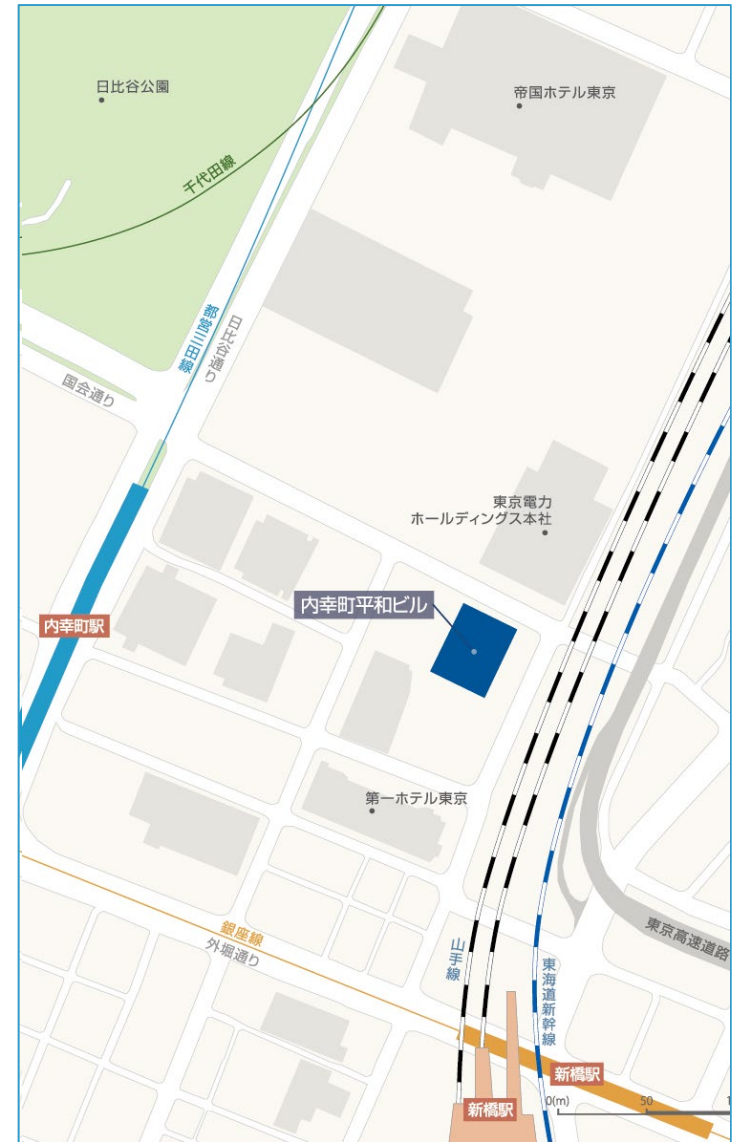 日比谷公園
帝国ホテル東京
千代田線
都営三田線
日比谷通り
国会通り
東京電力
ホールディングス本社
内幸町平和ビル
内幸町駅
第一ホテル東京
銀座線
外堀通り
山手線
東海道新幹線
東京高速道路
新橋駅
新橋駅
0(m)
50